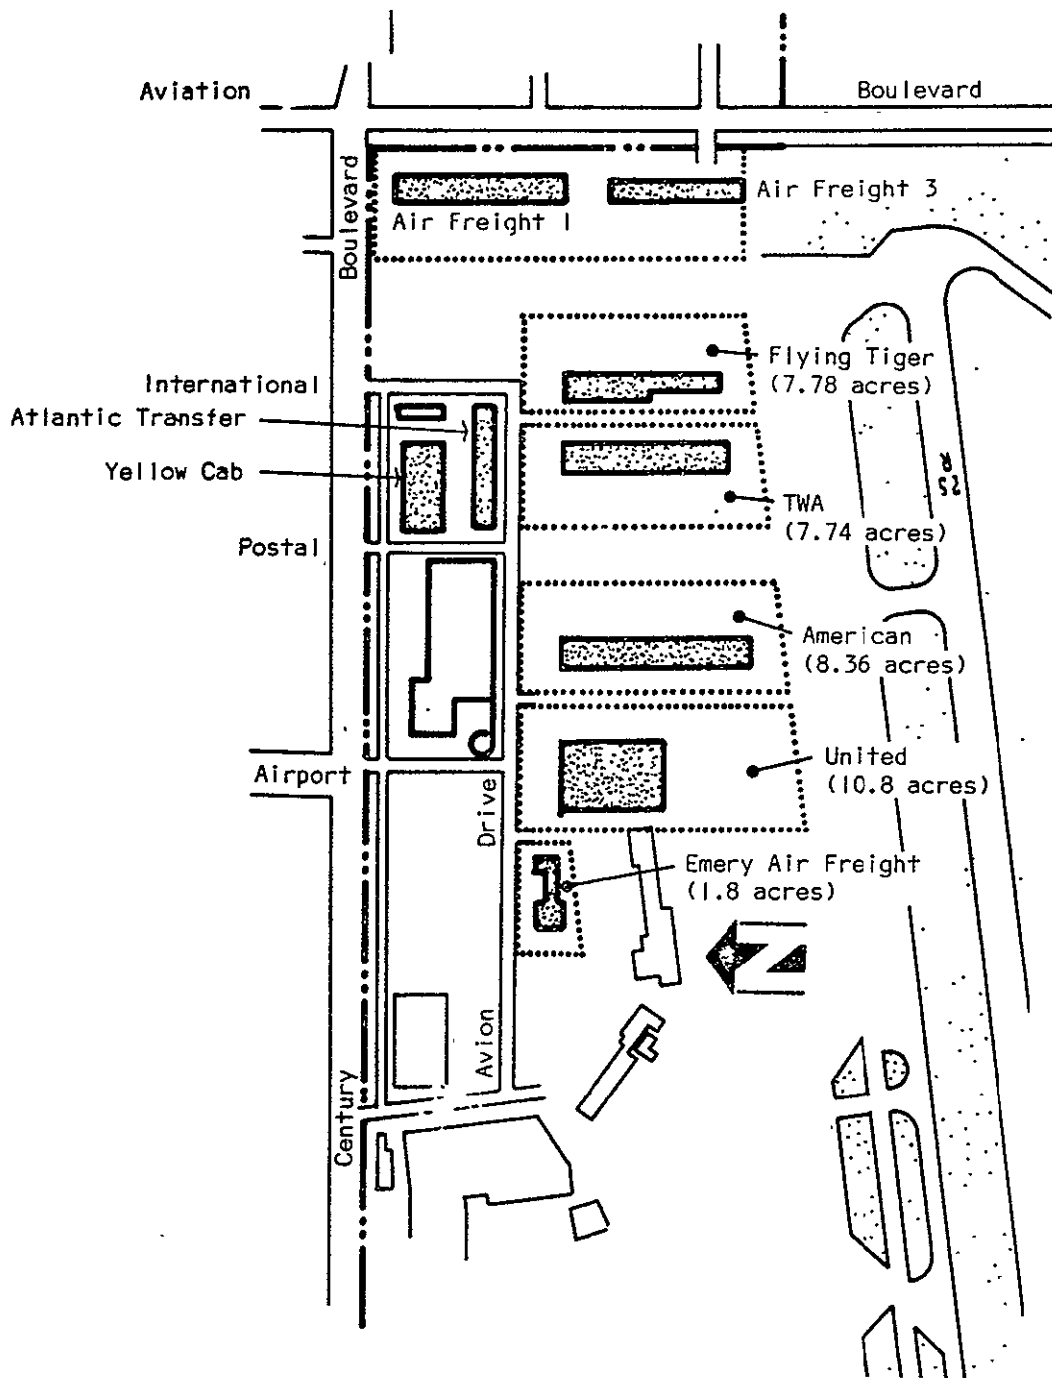 Aviation
Boulevard
Boulevard
Air Freight 1
Air Freight 3
International
Atlantic Transfer
Yellow Cab
Postal
Airport
Flying Tiger
(7.78 acres)
TWA
(7.74 acres)
25
R
American
(8.36 acres)
United
(10.8 acres)
Drive
Emery Air Freight
(1.8 acres)
N
Avion
Century